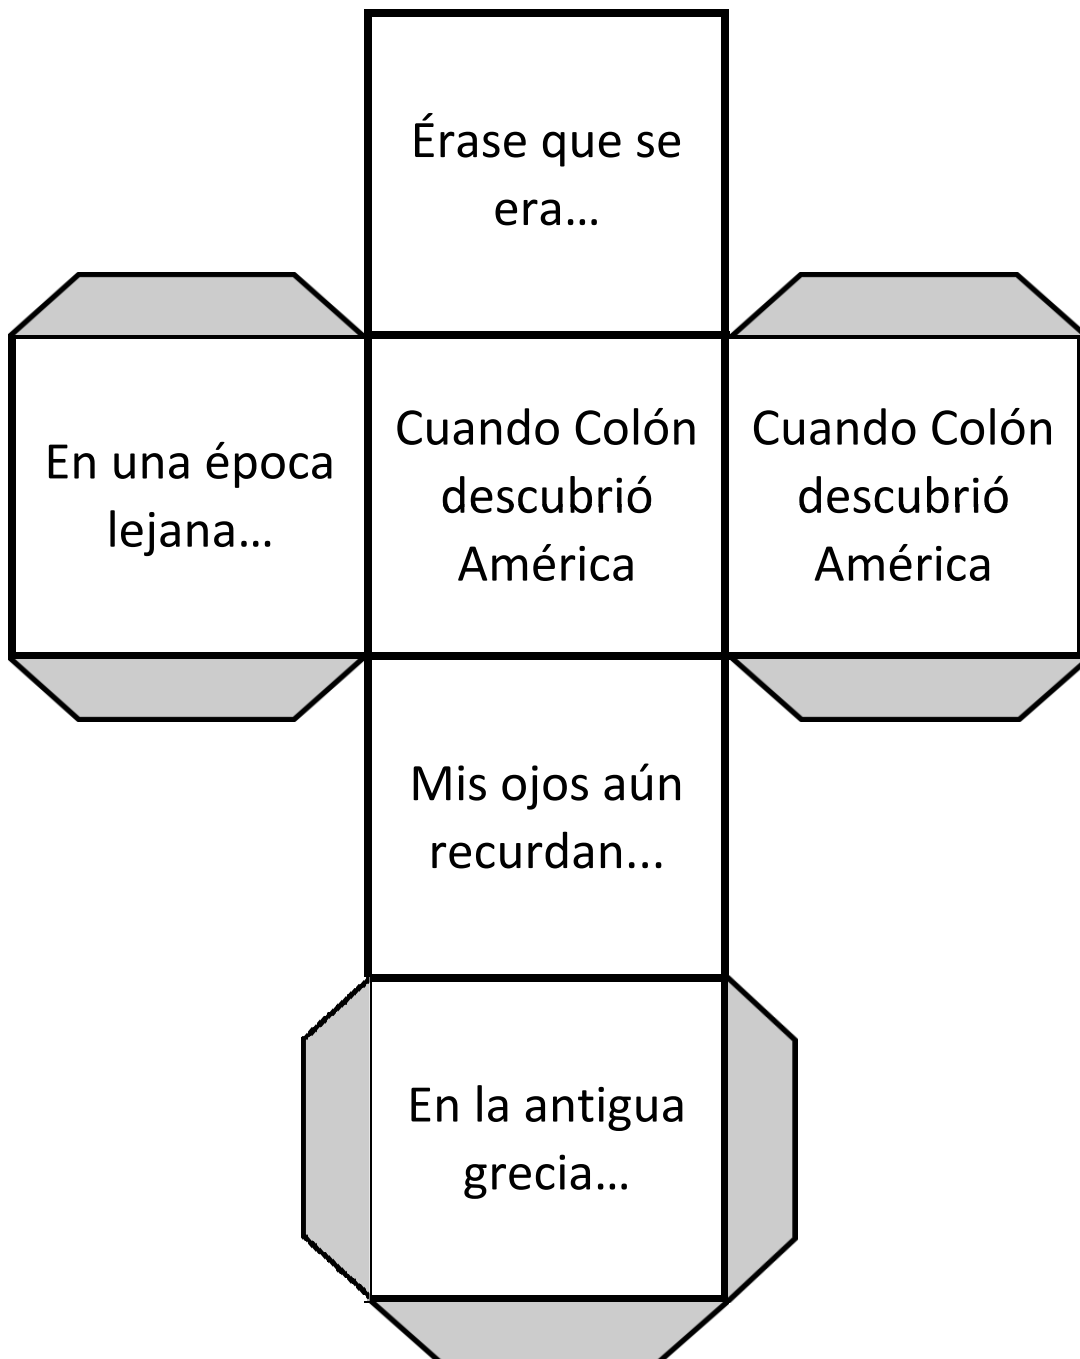 Érase que se
era...
En una época
lejana...
Cuando Colón
descubrió
América
Cuando Colón
descubrió
América
Mis ojos aún
recurdan...
En la antigua
grecia...